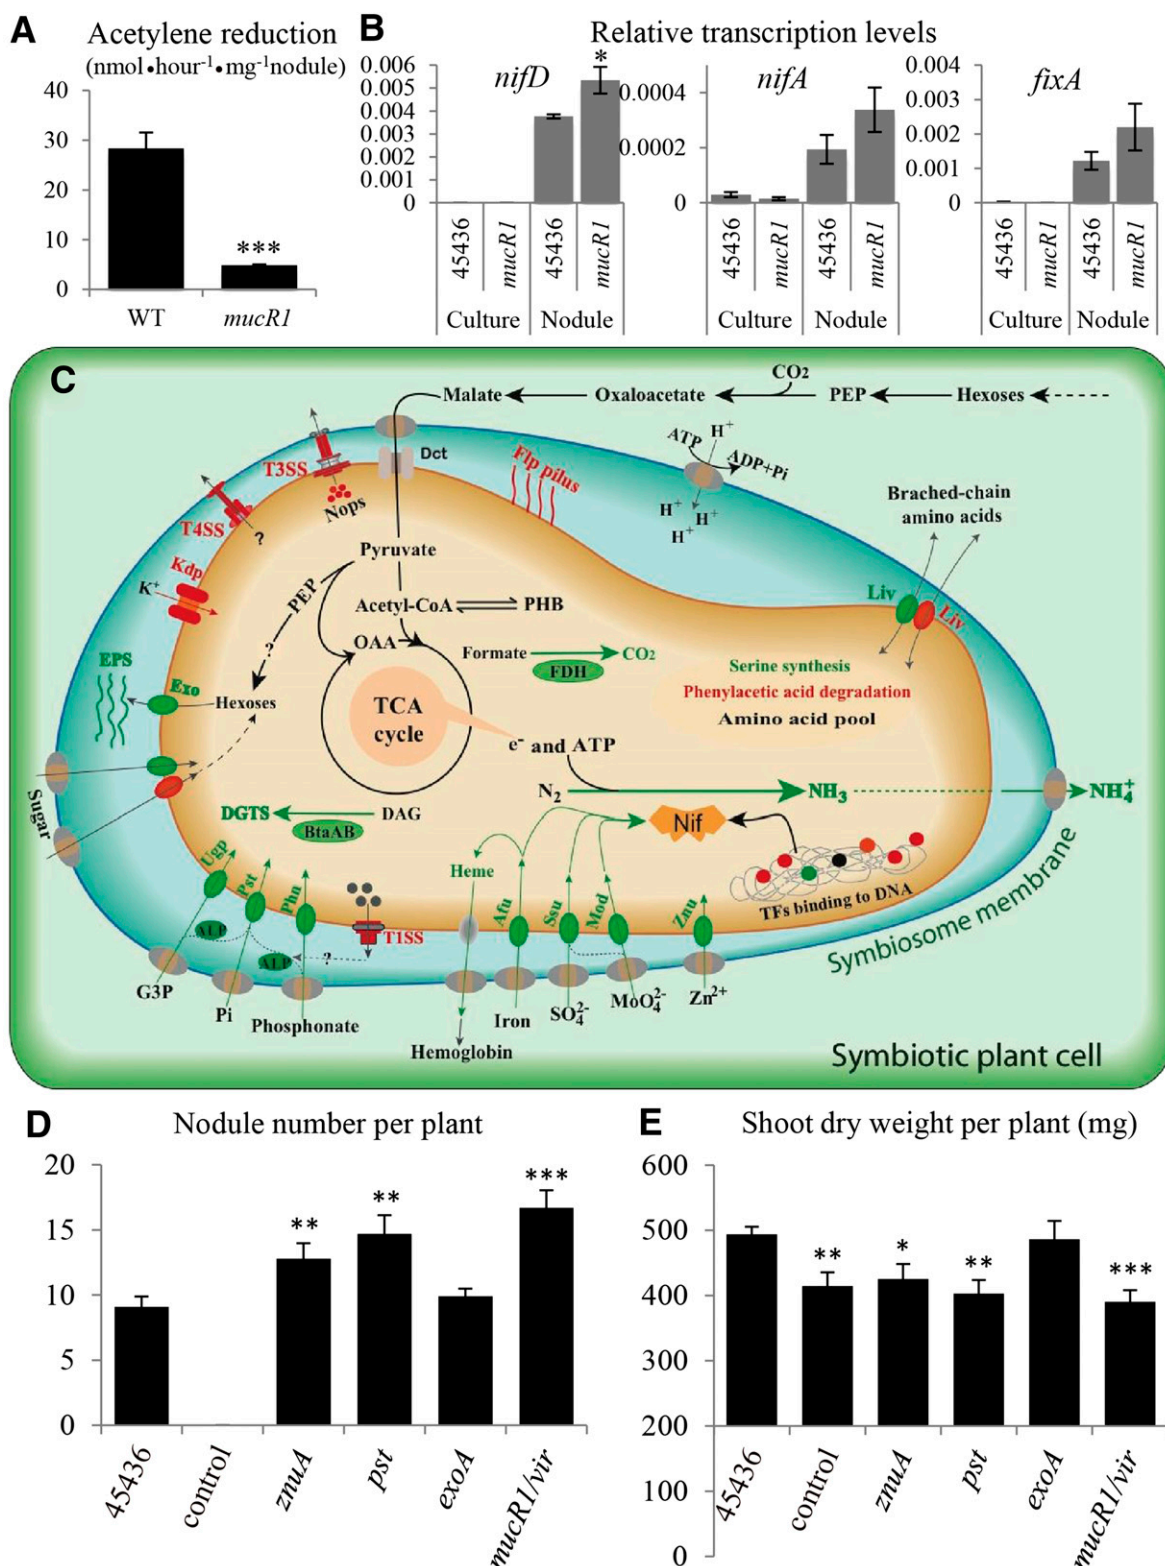 A
Acetylene reduction
(nmol•hour-1•mg-1nodule)
40
30
20
10
0
***
WT
mucR1
B
Relative transcription levels
nifD
0.006
0.005
0.004
0.003
0.002
0.001
0
*
45436
mucR1
45436
mucR1
Culture
Nodule
nifA
0.0004
0.0002
0
45436
mucR1
45436
mucR1
Culture
Nodule
fixA
0.004
0.003
0.002
0.001
0
45436
mucR1
45436
mucR1
Culture
Nodule
C
Malate
Oxaloacetate
CO2
PEP
Hexoses
Dct
T3SS
Nops
T4SS
?
Flp pilus
ATP
H+
ADP+Pi
H+
H+
H+
Brached-chain
amino acids
Liv
Liv
Kdp
K+
Pyruvate
PEP
?
Acetyl-CoA
PHB
OAA
Formate
CO2
FDH
Serine synthesis
Phenylacetic acid degradation
Amino acid pool
EPS
Exo
Hexoses
TCA
cycle
e- and ATP
N2
NH3
NH4+
Sugar
DGTS
DAG
BtaAB
Nif
TFs binding to DNA
Symbiosome membrane
Ugp
Pst
Phn
ALP
ALP
?
T1SS
Heme
Afu
Ssu
Mod
Znu
G3P
Pi
Phosphonate
Hemoglobin
Iron
SO42-
MoO42-
Zn2+
Symbiotic plant cell
D
Nodule number per plant
20
15
10
5
0
**
**
***
45436
control
znuA
pst
exoA
mucR1/vir
E
Shoot dry weight per plant (mg)
600
500
400
300
200
100
0
**
*
**
***
45436
control
znuA
pst
exoA
mucR1/vir